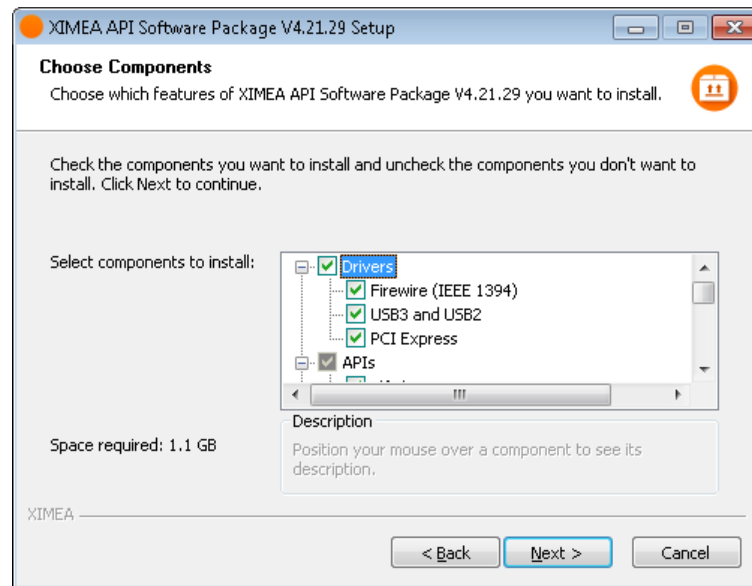 XIMEA API Software Package V4.21.29 Setup
Choose Components
Choose which features of XIMEA API Software Package V4.21.29 you want to install.
Check the components you want to install and uncheck the components you don't want to
install. Click Next to continue.
Select components to install:
Drivers
Firewire (IEEE 1394)
USB3 and USB2
PCI Express
APIs
Space required: 1.1 GB
Description
Position your mouse over a component to see its
description.
XIMEA
< Back
Next >
Cancel